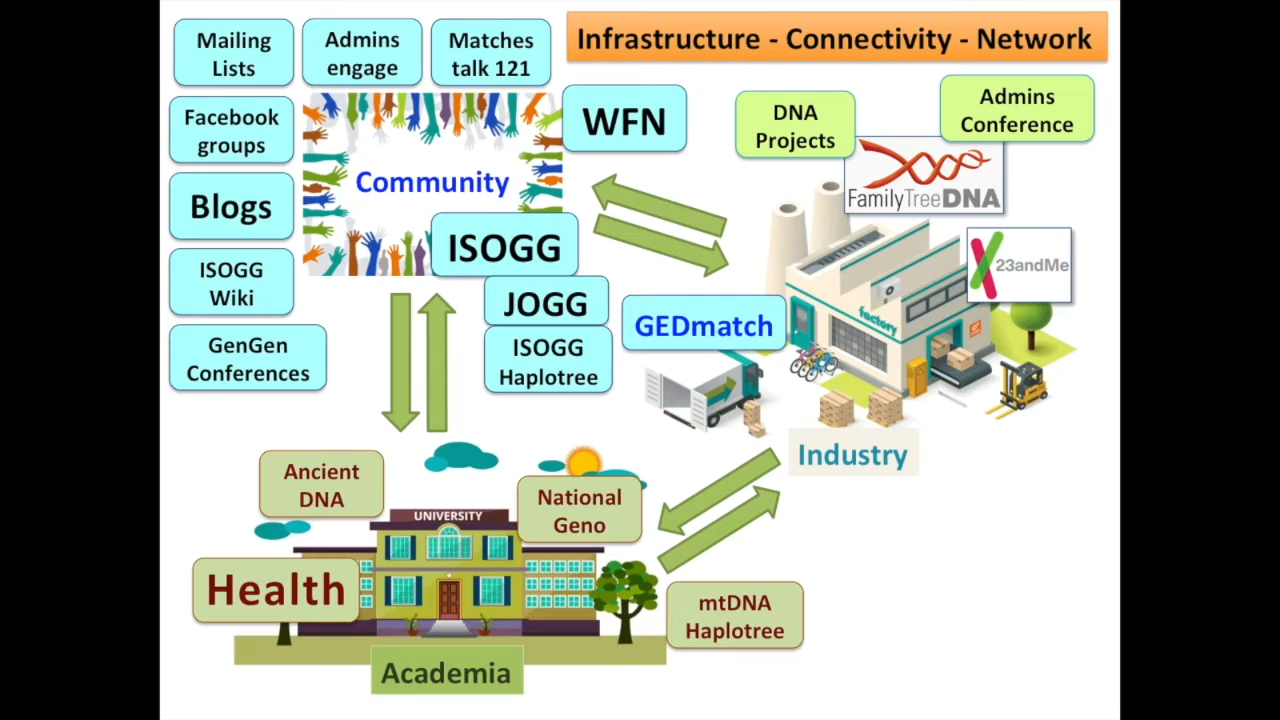 Infrastructure - Connectivity - Network
Mailing
Lists
Admins
engage
Matches
talk 121
Facebook
groups
WFN
Community
Blogs
ISOGG
ISOGG
Wiki
JOGG
GenGen
Conferences
ISOGG
Haplotree
DNA
Projects
Admins
Conference
FamilyTreeDNA
23andMe
GEDmatch
factory
Industry
Ancient
DNA
National
Geno
UNIVERSITY
Health
mtDNA
Haplotree
Academia